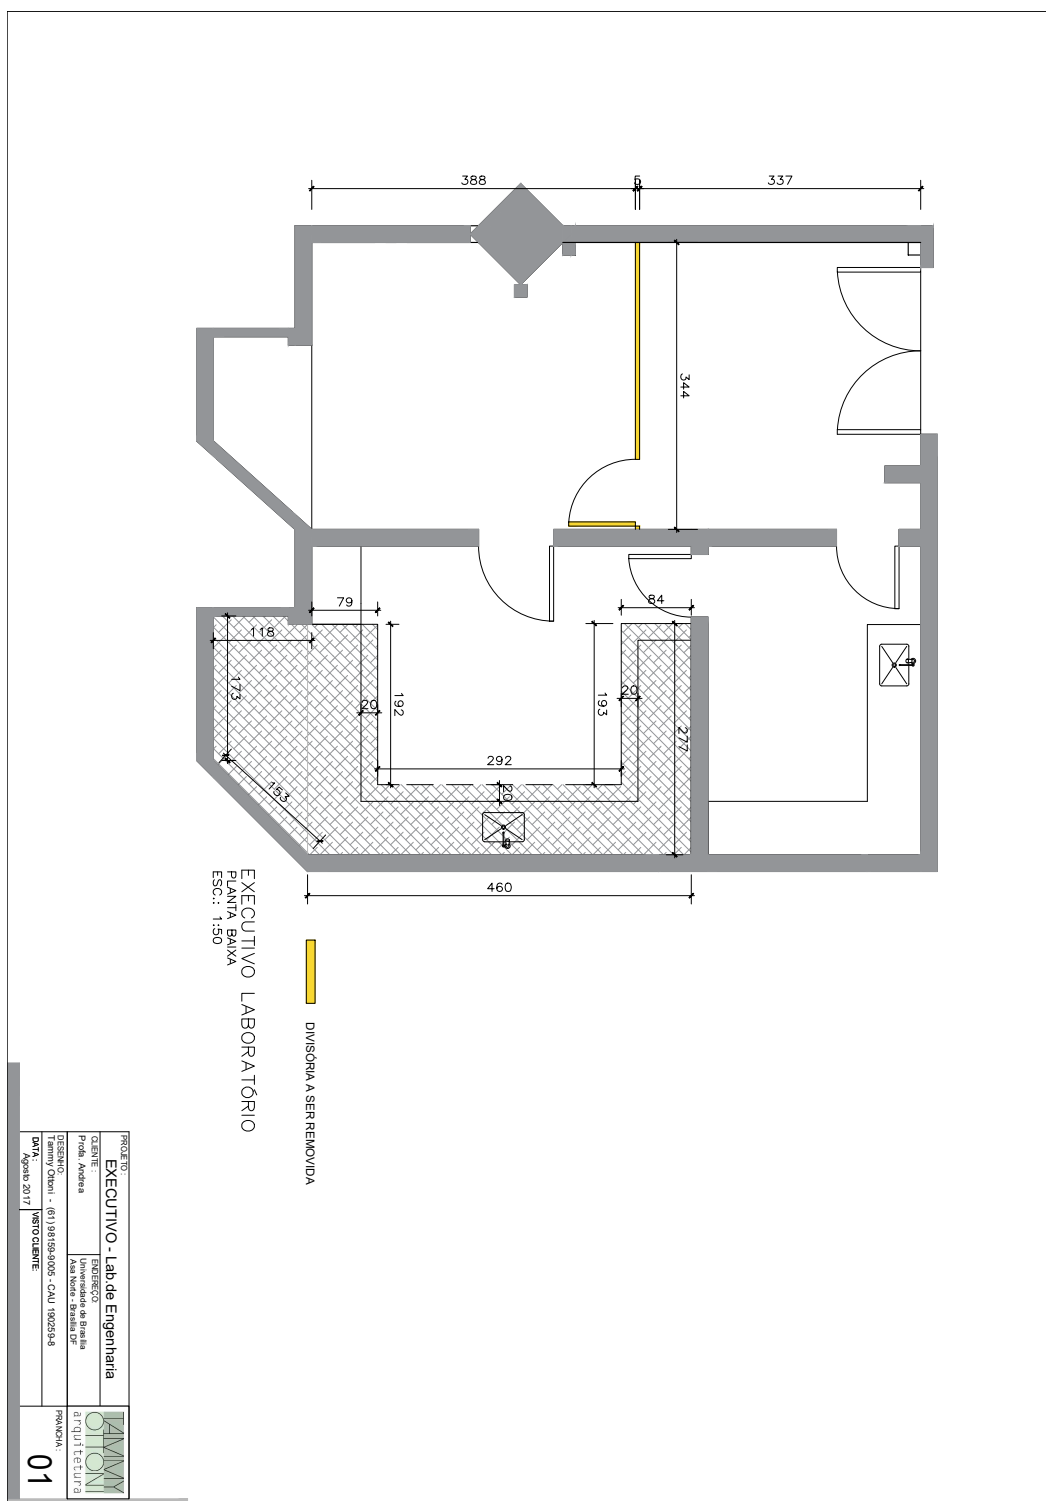 388
5
337
344
79
84
118
173
20
192
193
20
277
292
20
153
460
EXECUTIVO LABORATÓRIO
PLANTA BAIXA
ESC.: 1:50
DIVISÓRIA A SER REMOVIDA
PROJETO:
EXECUTIVO - Lab.de Engenharia
CLIENTE :
Profa. Andrea
ENDEREÇO:
Universidade de Brasília
Asa Norte - Brasília DF
DESENHO:
Tammy Ottoni - (61) 98159-9005 - CAU 190259-8
DATA :
Agosto 2017
VISTO CLIENTE:
TAMMY
OTTONI
arquitetura
PRANCHA :
01